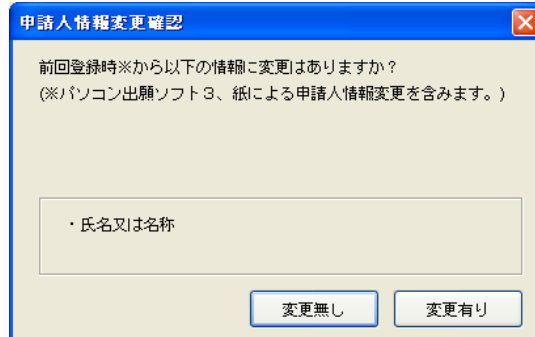 申請人情報変更確認
前回登録時※から以下の情報に変更はありますか？
(※パソコン出願ソフト３、紙による申請人情報変更を含みます。)
・氏名又は名称
変更無し
変更有り